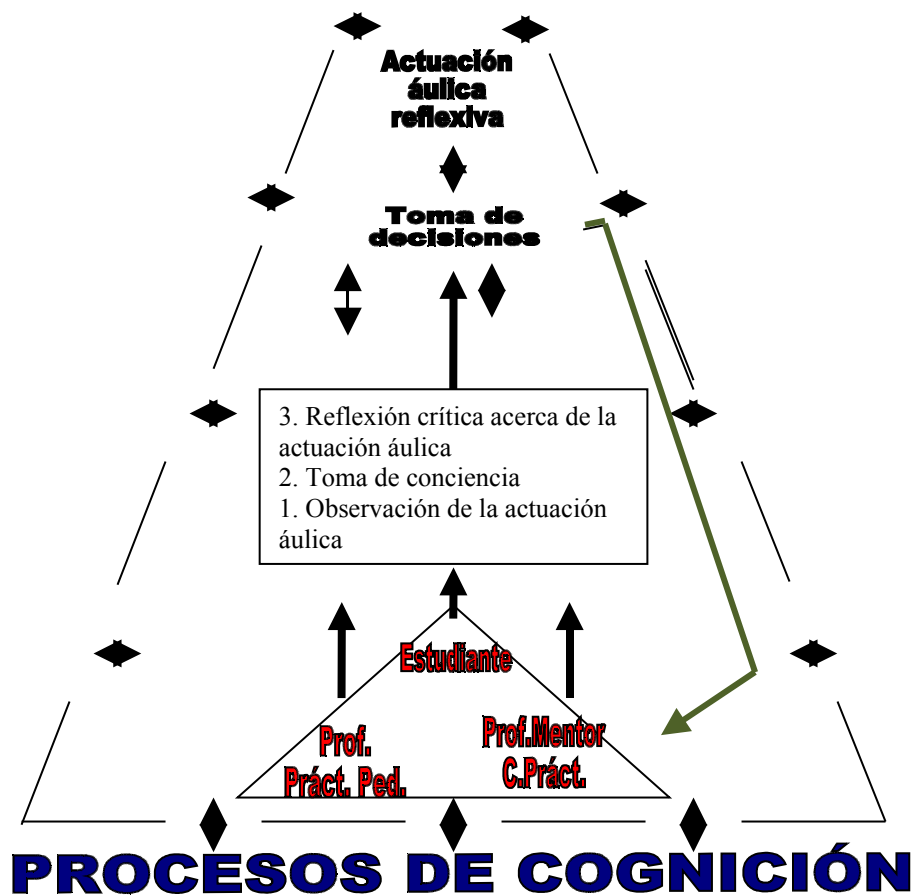 Actuación
áulica
reflexiva
Toma de
decisiones
3. Reflexión crítica acerca de la
actuación áulica
2. Toma de conciencia
1. Observación de la actuación
áulica
Estudiante
Prof.
Práct. Ped.
Prof.Mentor
C.Práct.
PROCESOS DE COGNICIÓN